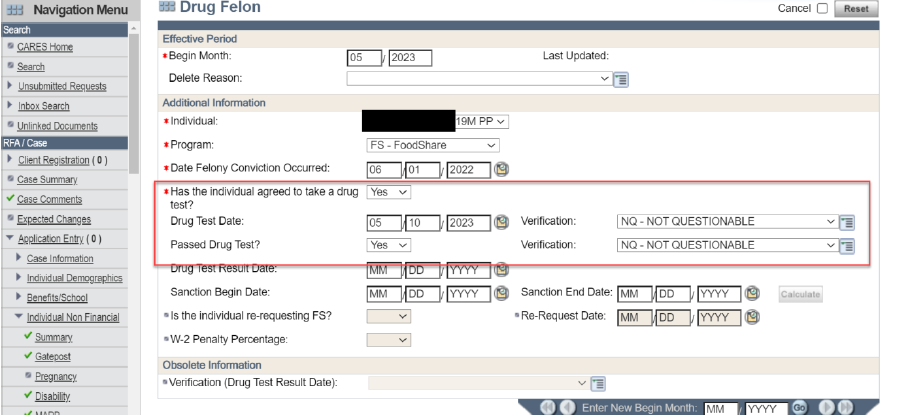 Navigation Menu
Search
CARES Home
Search
Unsubmitted Requests
Inbox Search
Unlinked Documents
RFA / Case
Client Registration ( 0 )
Case Summary
Case Comments
Expected Changes
Application Entry ( 0 )
Case Information
Individual Demographics
Benefits/School
Individual Non Financial
Summary
Gatepost
Pregnancy
Disability
MAPP
Drug Felon
Cancel Reset
Effective Period
*Begin Month: 05 / 2023 Last Updated:
Delete Reason:
Additional Information
*Individual: 19M PP
*Program: FS - FoodShare
*Date Felony Conviction Occurred: 06 / 01 / 2022
*Has the individual agreed to take a drug Yes
test?
Drug Test Date: 05 / 10 / 2023 Verification: NQ - NOT QUESTIONABLE
Passed Drug Test? Yes Verification: NQ - NOT QUESTIONABLE
Drug Test Result Date: MM / DD / YYYY
Sanction Begin Date: MM / DD / YYYY Sanction End Date: MM / DD / YYYY Calculate
Is the individual re-requesting FS? Re-Request Date: MM / DD / YYYY
W-2 Penalty Percentage:
Obsolete Information
Verification (Drug Test Result Date):
Enter New Begin Month: MM / YYYY Go